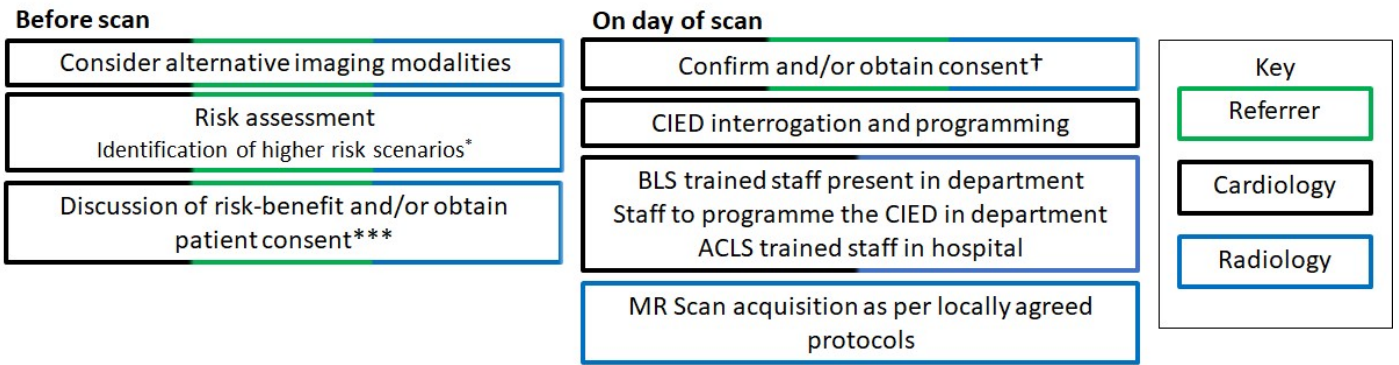 Before scan
Consider alternative imaging modalities
Risk assessment
Identification of higher risk scenarios*
Discussion of risk-benefit and/or obtain
patient consent***
On day of scan
Confirm and/or obtain consent†
CIED interrogation and programming
BLS trained staff present in department
Staff to programme the CIED in department
ACLS trained staff in hospital
MR Scan acquisition as per locally agreed
protocols
Key
Referrer
Cardiology
Radiology